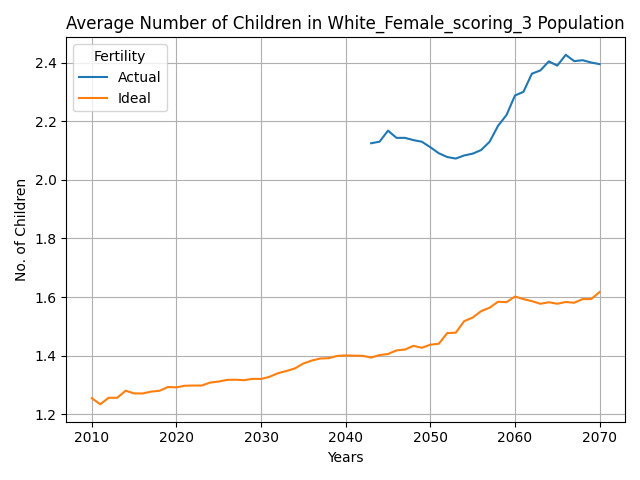 Average Number of Children in White_Female_scoring_3 Population
Fertility
Actual
Ideal
No. of Children
2.4
2.2
2.0
1.8
1.6
1.4
1.2
2010 2020 2030 2040 2050 2060 2070
Years